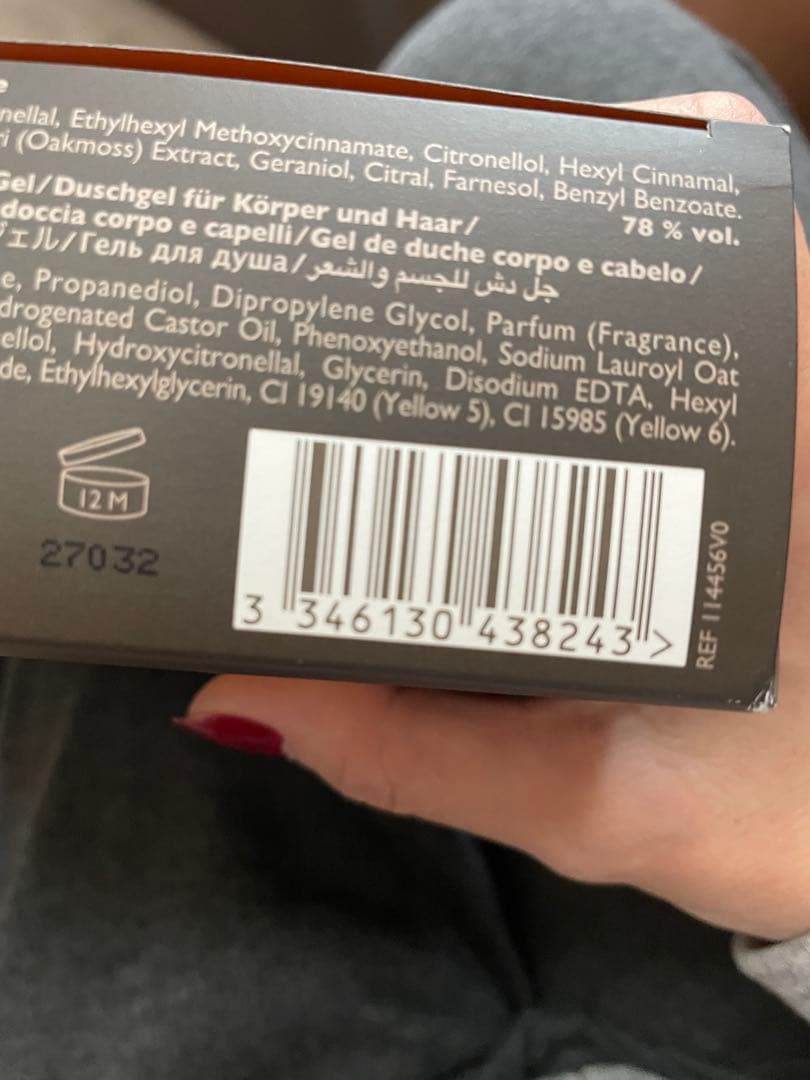 nellal, Ethylhexyl Methoxycinnamate, Citronellol, Hexyl Cinnamal,
(Oakmoss) Extract, Geraniol, Citral, Farnesol, Benzyl Benzoate.
78 % vol.
Gel/Duschgel für Körper und Haar/
doccia corpo e capelli/Gel de duche corpo e cabelo/
ジェル/Гель для душа/جل دش للجسم والشعر
e, Propanediol, Dipropylene Glycol, Parfum (Fragrance),
drogenated Castor Oil, Phenoxyethanol, Sodium Lauroyl Oat
ellol, Hydroxycitronellal, Glycerin, Disodium EDTA, Hexyl
de, Ethylhexylglycerin, CI 19140 (Yellow 5), CI 15985 (Yellow 6).
12 M
27032
3 346130 438243 >
REF 114456V0